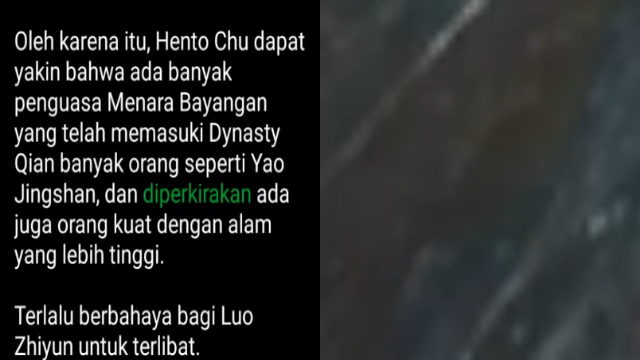 Oleh karena itu, Hento Chu dapat
yakin bahwa ada banyak
penguasa Menara Bayangan
yang telah memasuki Dynasty
Qian banyak orang seperti Yao
Jingshan, dan diperkirakan ada
juga orang kuat dengan alam
yang lebih tinggi.
Terlalu berbahaya bagi Luo
Zhiyun untuk terlibat.